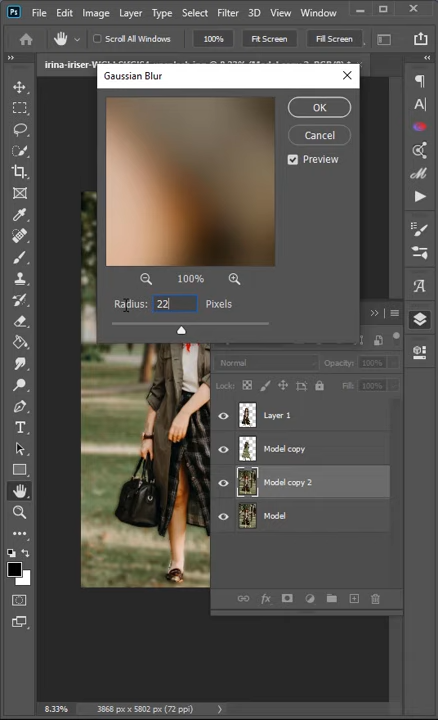 Ps File Edit Image Layer Type Select Filter 3D View Window
Scroll All Windows 100% Fit Screen Fill Screen
Gaussian Blur
OK
Cancel
Preview
100%
Radius: 22 Pixels
Normal Opacity: 100%
Lock: Fill: 100%
Layer 1
Model copy
Model copy 2
Model
fx
8.33% 3868 px x 5802 px (72 ppi)